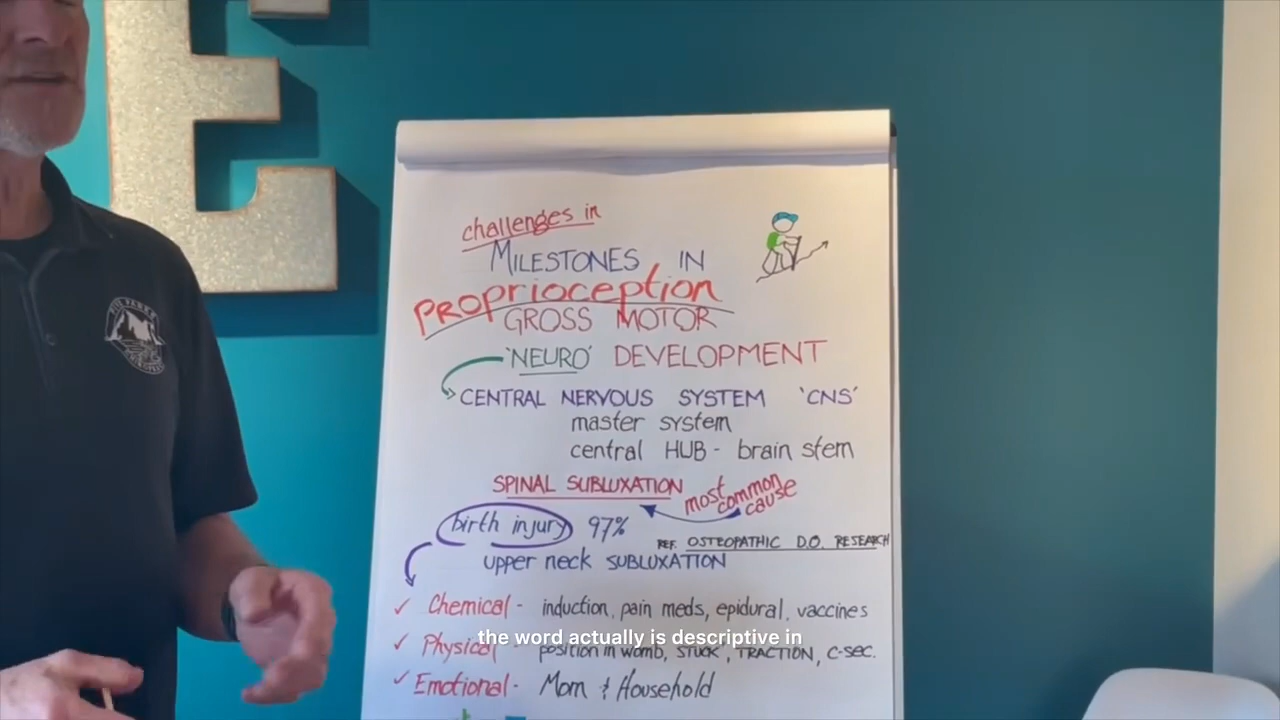 E
challenges in
MILESTONES IN
proprioception
GROSS MOTOR
'NEURO' DEVELOPMENT
CENTRAL NERVOUS SYSTEM 'CNS'
master system
central HUB - brain stem
SPINAL SUBLUXATION
most common cause
birth injury 97%
REF. OSTEOPATHIC D.O. RESEARCH
upper neck SUBLUXATION
✓ Chemical - induction, pain meds, epidural, vaccines
the word actually is descriptive in
✓ Physical - position in womb, 'STUCK', TRACTION, C-SEC.
✓ Emotional - Mom & Household